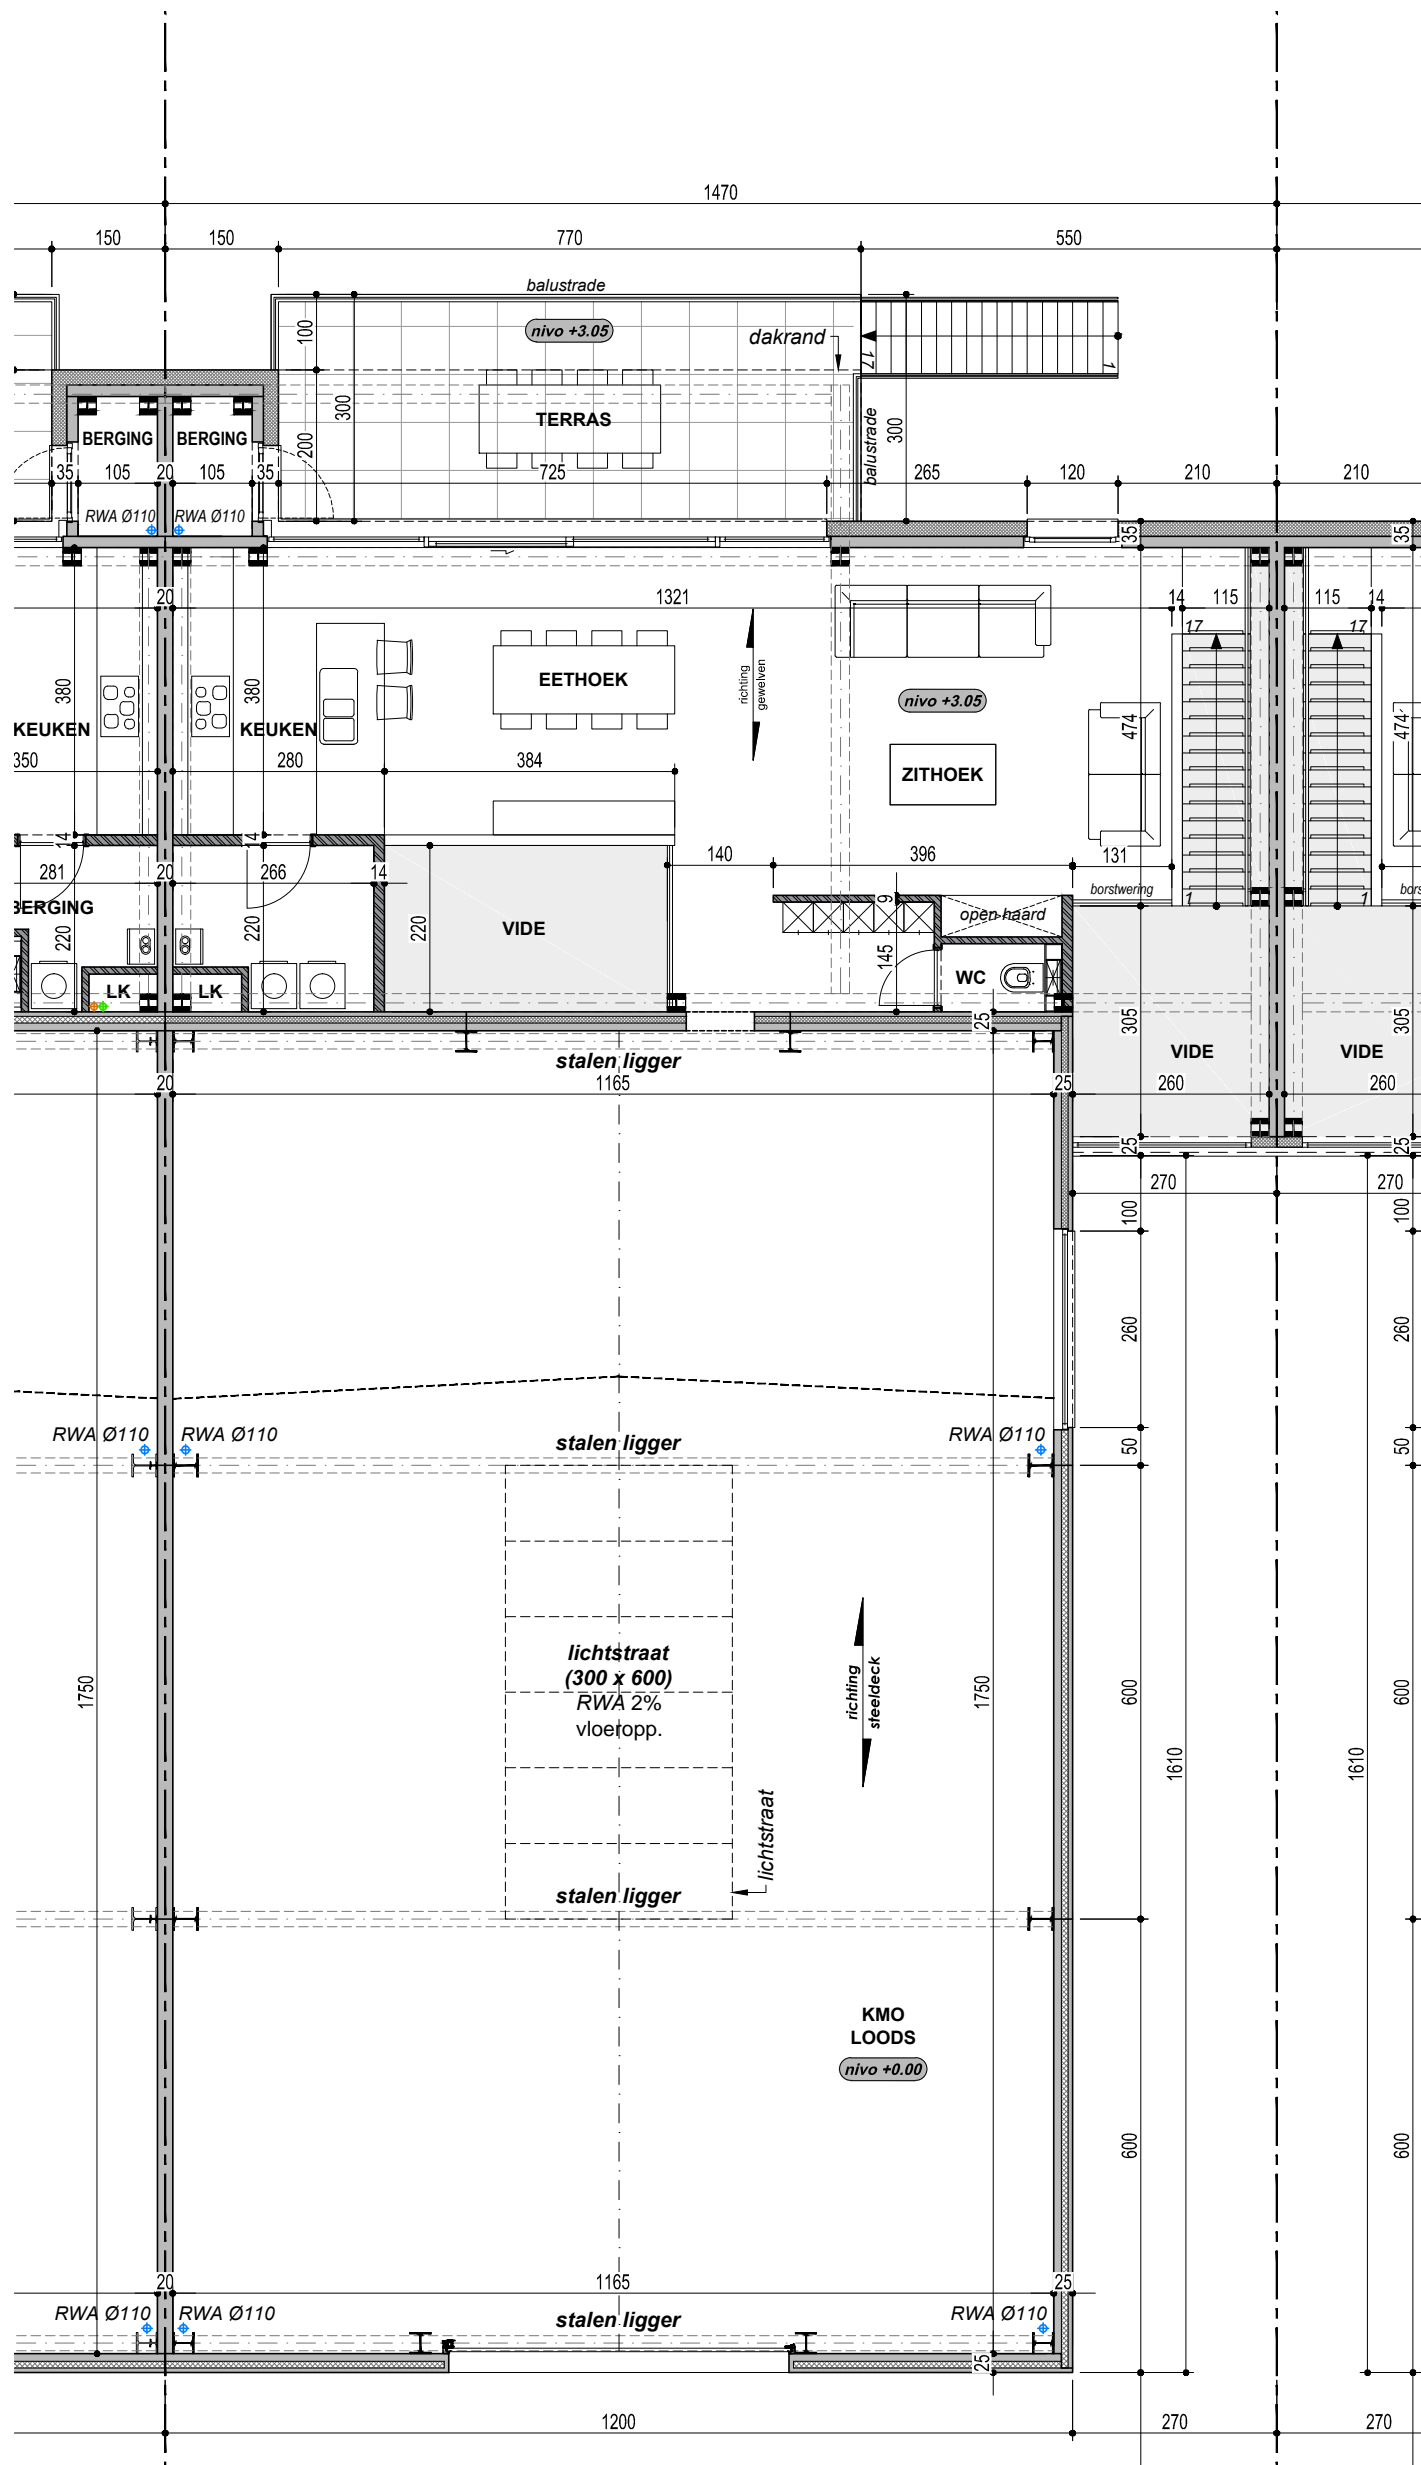 1470
150
150
770
550
balustrade
nivo +3.05
dakrand
100
300
200
TERRAS
17
1
balustrade
300
BERGING
BERGING
35
105
20
105
35
725
265
120
210
210
RWA Ø110
RWA Ø110
35
35
20
1321
14
115
115
14
17
17
380
380
EETHOEK
richting
gewelven
nivo +3.05
474
474
KEUKEN
KEUKEN
ZITHOEK
350
280
384
14
14
281
20
266
14
140
396
131
borstwering
1
1
bors
BERGING
220
220
220
VIDE
9
open haard
145
WC
LK
LK
25
305
305
VIDE
VIDE
stalen ligger
20
1165
25
260
260
25
25
270
270
100
100
260
260
RWA Ø110
RWA Ø110
stalen ligger
RWA Ø110
50
50
lichtstraat
(300 x 600)
RWA 2%
vloeropp.
richting
steeldeck
1750
1750
600
600
1610
1610
lichtstraat
stalen ligger
KMO
LOODS
nivo +0.00
600
600
20
1165
25
RWA Ø110
RWA Ø110
stalen ligger
RWA Ø110
25
1200
270
270